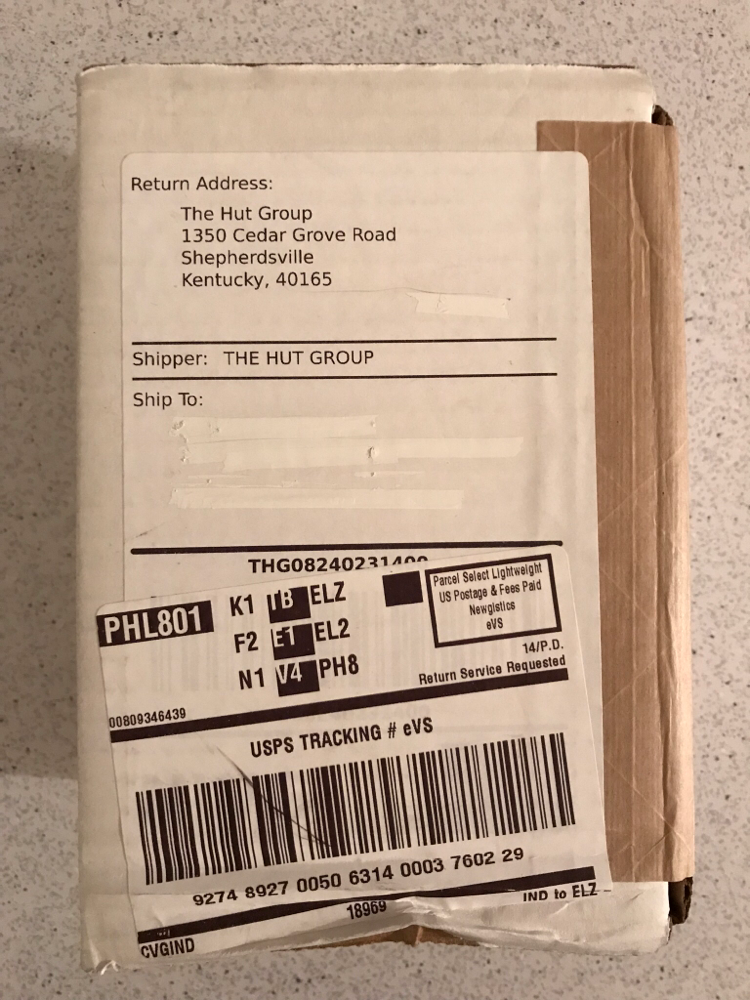 Return Address:
The Hut Group
1350 Cedar Grove Road
Shepherdsville
Kentucky, 40165
Shipper: THE HUT GROUP
Ship To:
THG08240231400
PHL801
K1 TB ELZ
F2 E1 EL2
N1 V4 PH8
Parcel Select Lightweight
US Postage & Fees Paid
Newgistics
eVS
14/P.D.
Return Service Requested
00809346439
USPS TRACKING # eVS
9274 8927 0050 6314 0003 7602 29
18969
IND to ELZ
CVGIND